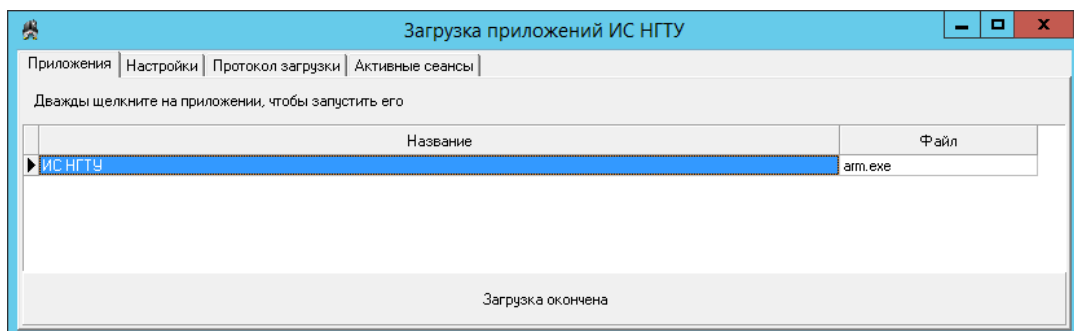 Загрузка приложений ИС НГТУ
Приложения Настройки Протокол загрузки Активные сеансы
Дважды щелкните на приложении, чтобы запустить его
Название Файл
ИС НГТУ arm.exe
Загрузка окончена